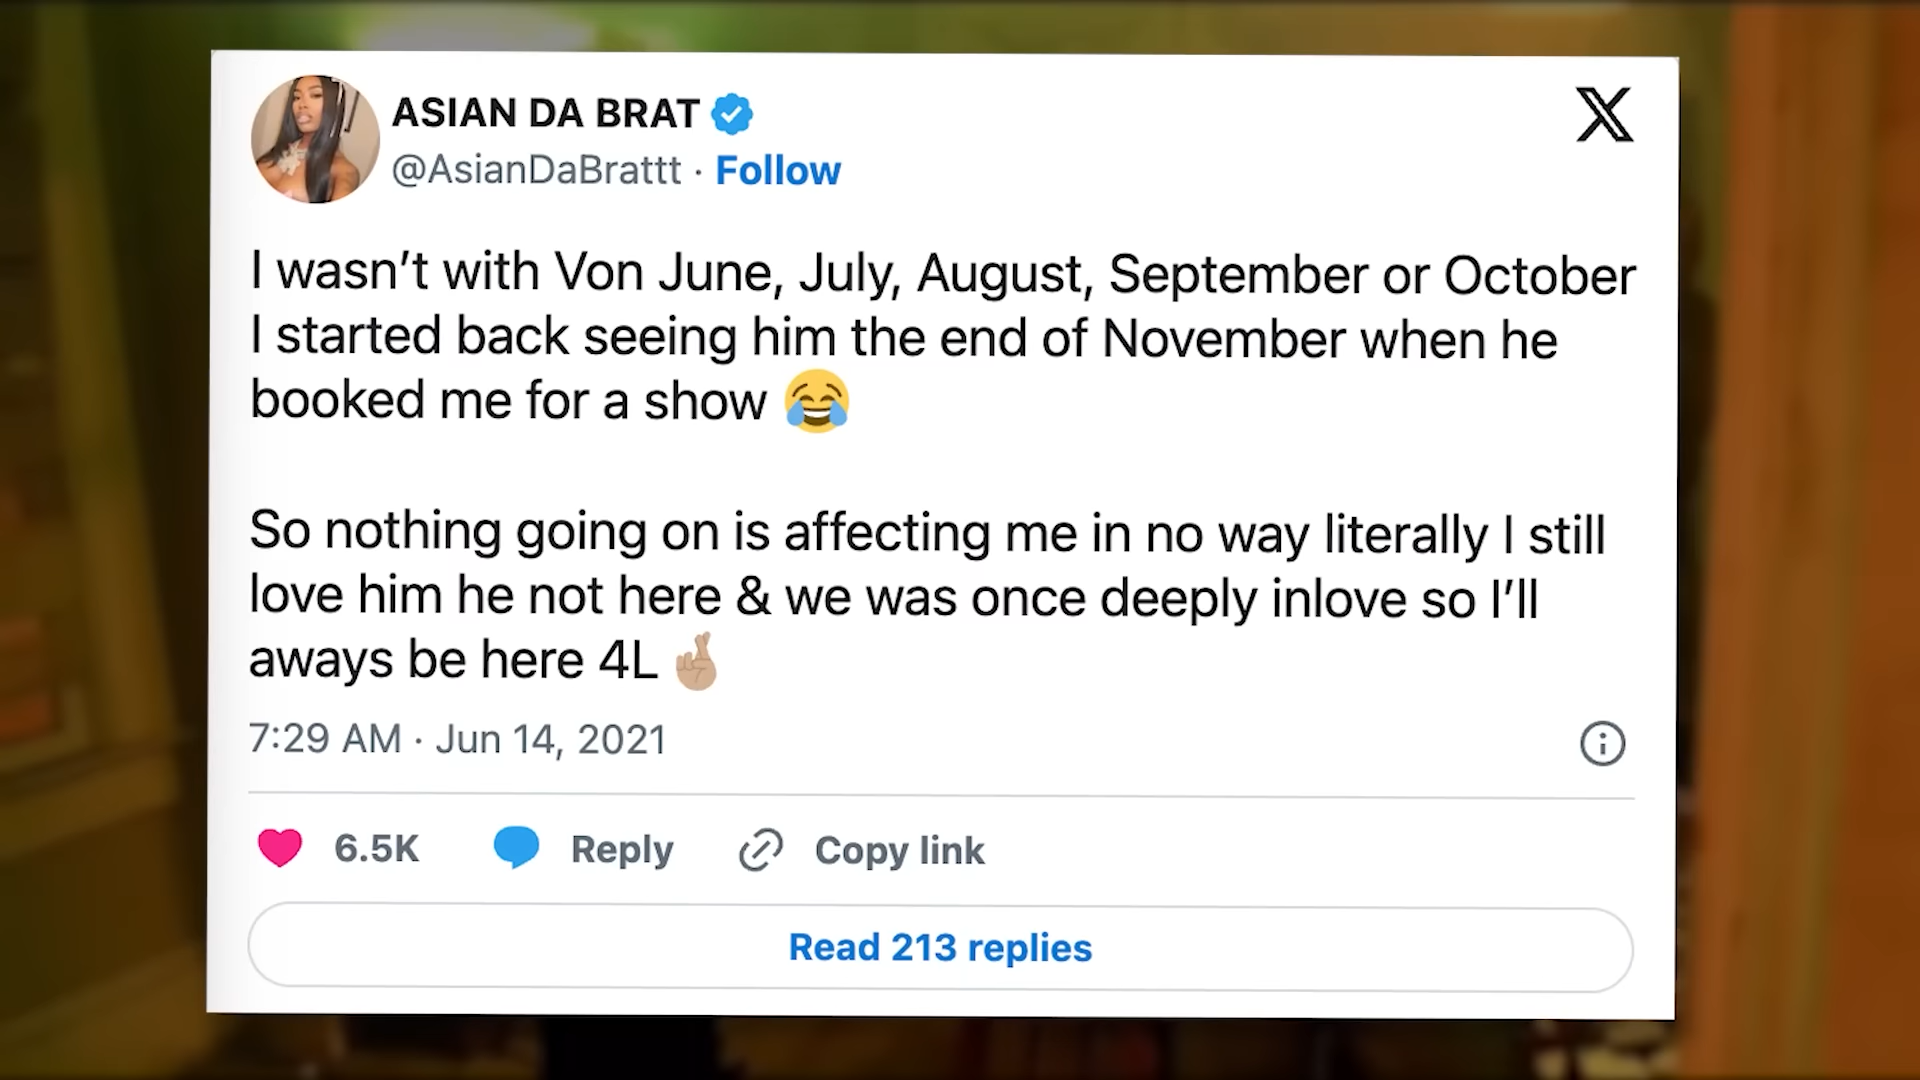 ASIAN DA BRAT
@AsianDaBrattt · Follow
I wasn’t with Von June, July, August, September or October
I started back seeing him the end of November when he
booked me for a show 😂
So nothing going on is affecting me in no way literally I still
love him he not here & we was once deeply inlove so I’ll
aways be here 4L 🤞🏼
7:29 AM · Jun 14, 2021
6.5K Reply Copy link
Read 213 replies